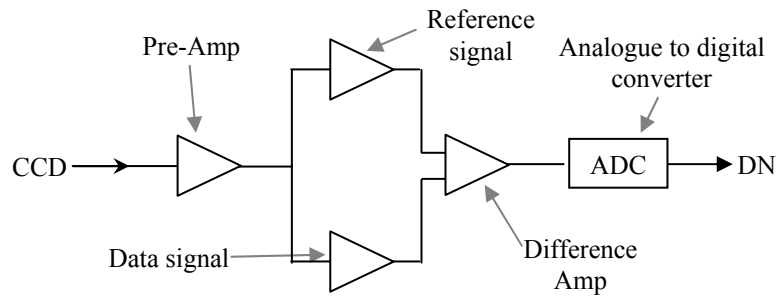 Reference
signal
Pre-Amp
Analogue to digital
converter
CCD
ADC
DN
Data signal
Difference
Amp